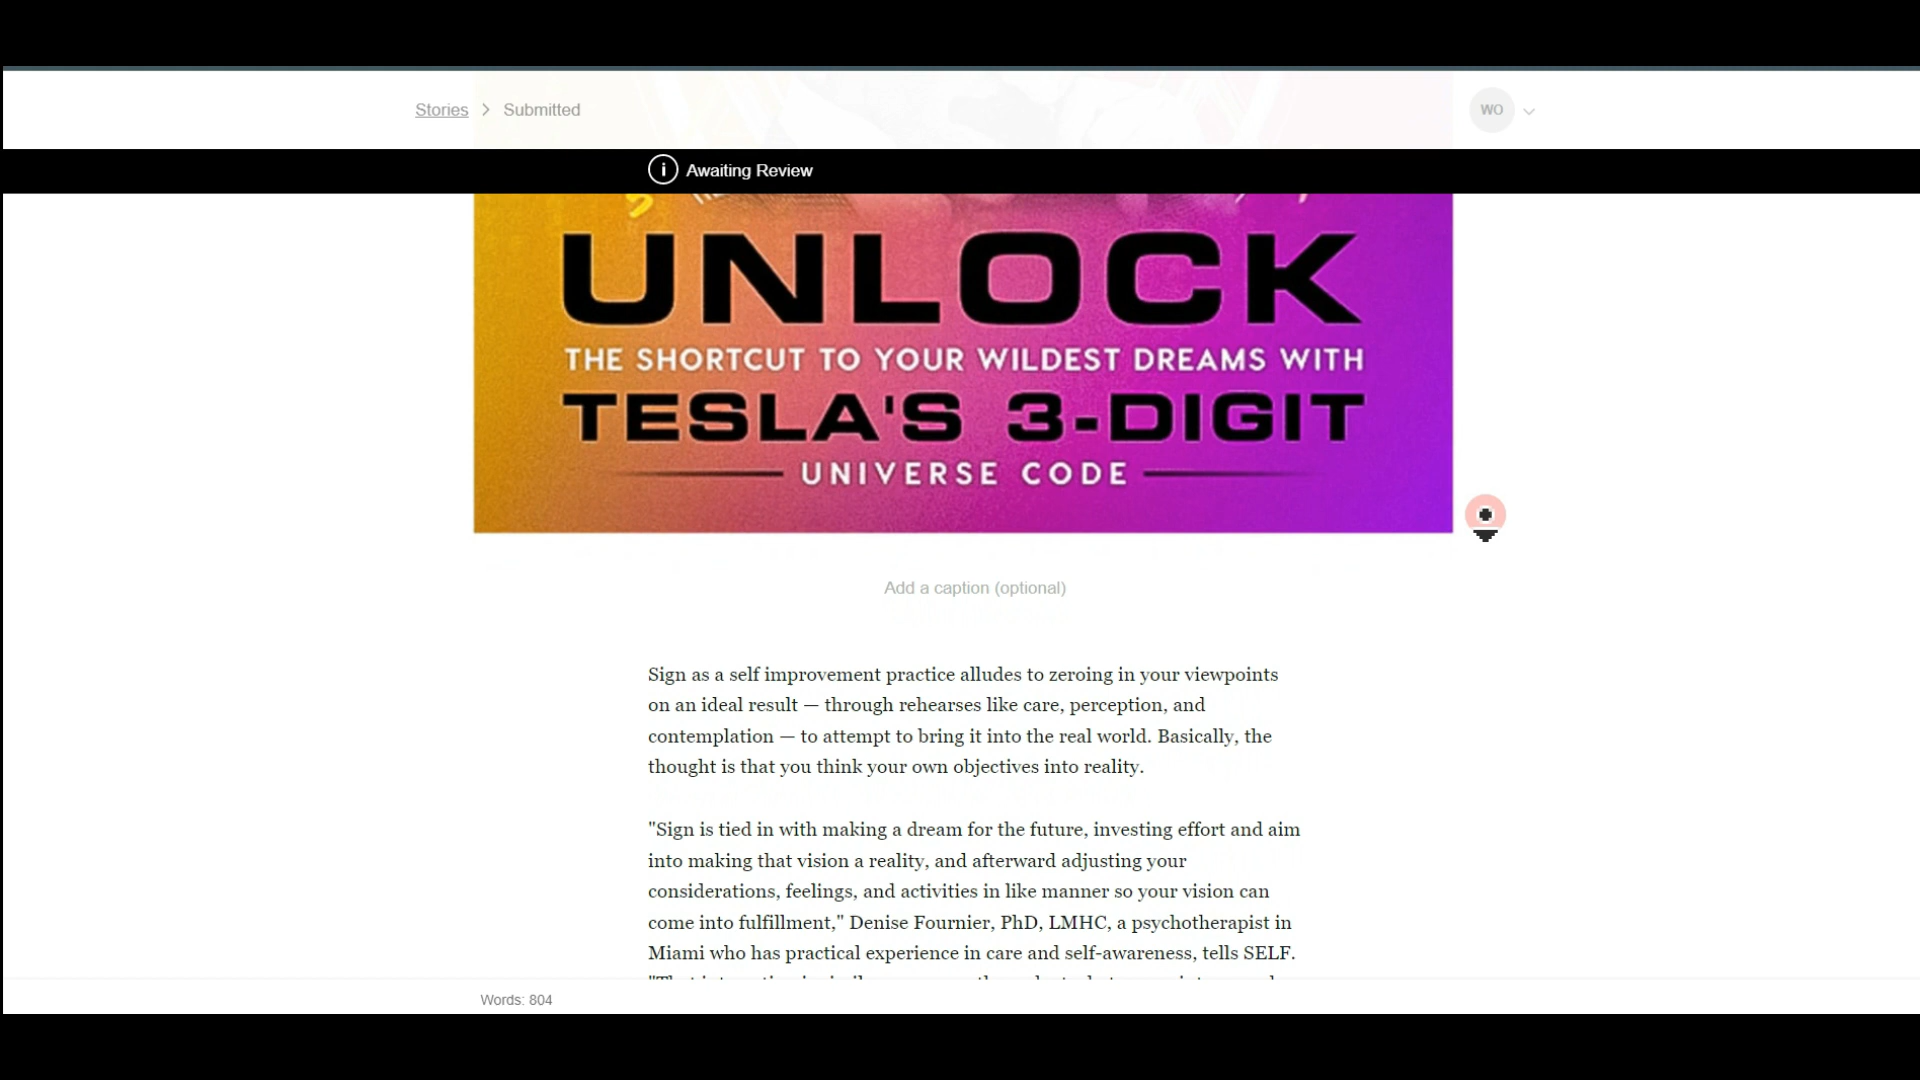 Stories > Submitted
WO
Awaiting Review
UNLOCK
THE SHORTCUT TO YOUR WILDEST DREAMS WITH
TESLA'S 3-DIGIT
UNIVERSE CODE
Add a caption (optional)
Sign as a self improvement practice alludes to zeroing in your viewpoints
on an ideal result — through rehearses like care, perception, and
contemplation — to attempt to bring it into the real world. Basically, the
thought is that you think your own objectives into reality.
"Sign is tied in with making a dream for the future, investing effort and aim
into making that vision a reality, and afterward adjusting your
considerations, feelings, and activities in like manner so your vision can
come into fulfillment," Denise Fournier, PhD, LMHC, a psychotherapist in
Miami who has practical experience in care and self-awareness, tells SELF.
Words: 804